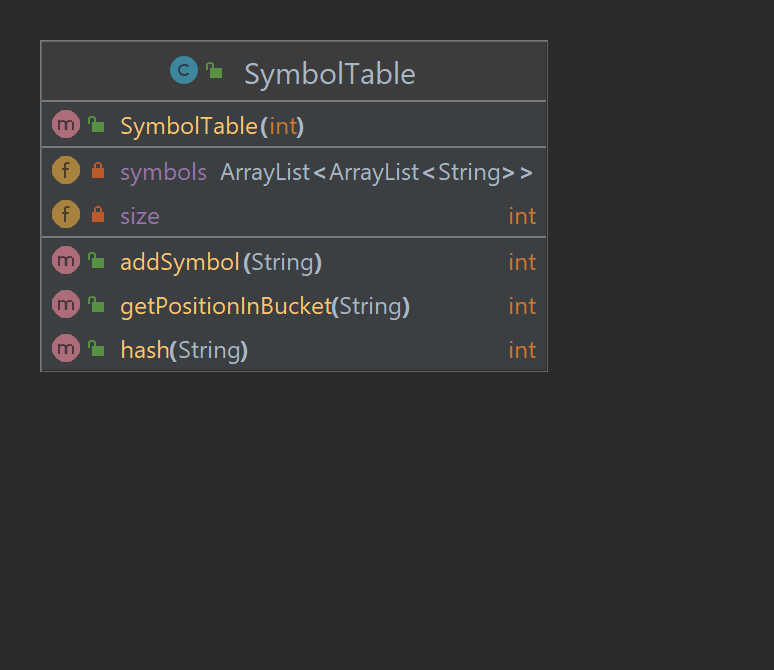 C SymbolTable
m SymbolTable(int)
f symbols ArrayList<ArrayList<String>>
f size int
m addSymbol(String) int
m getPositionInBucket(String) int
m hash(String) int